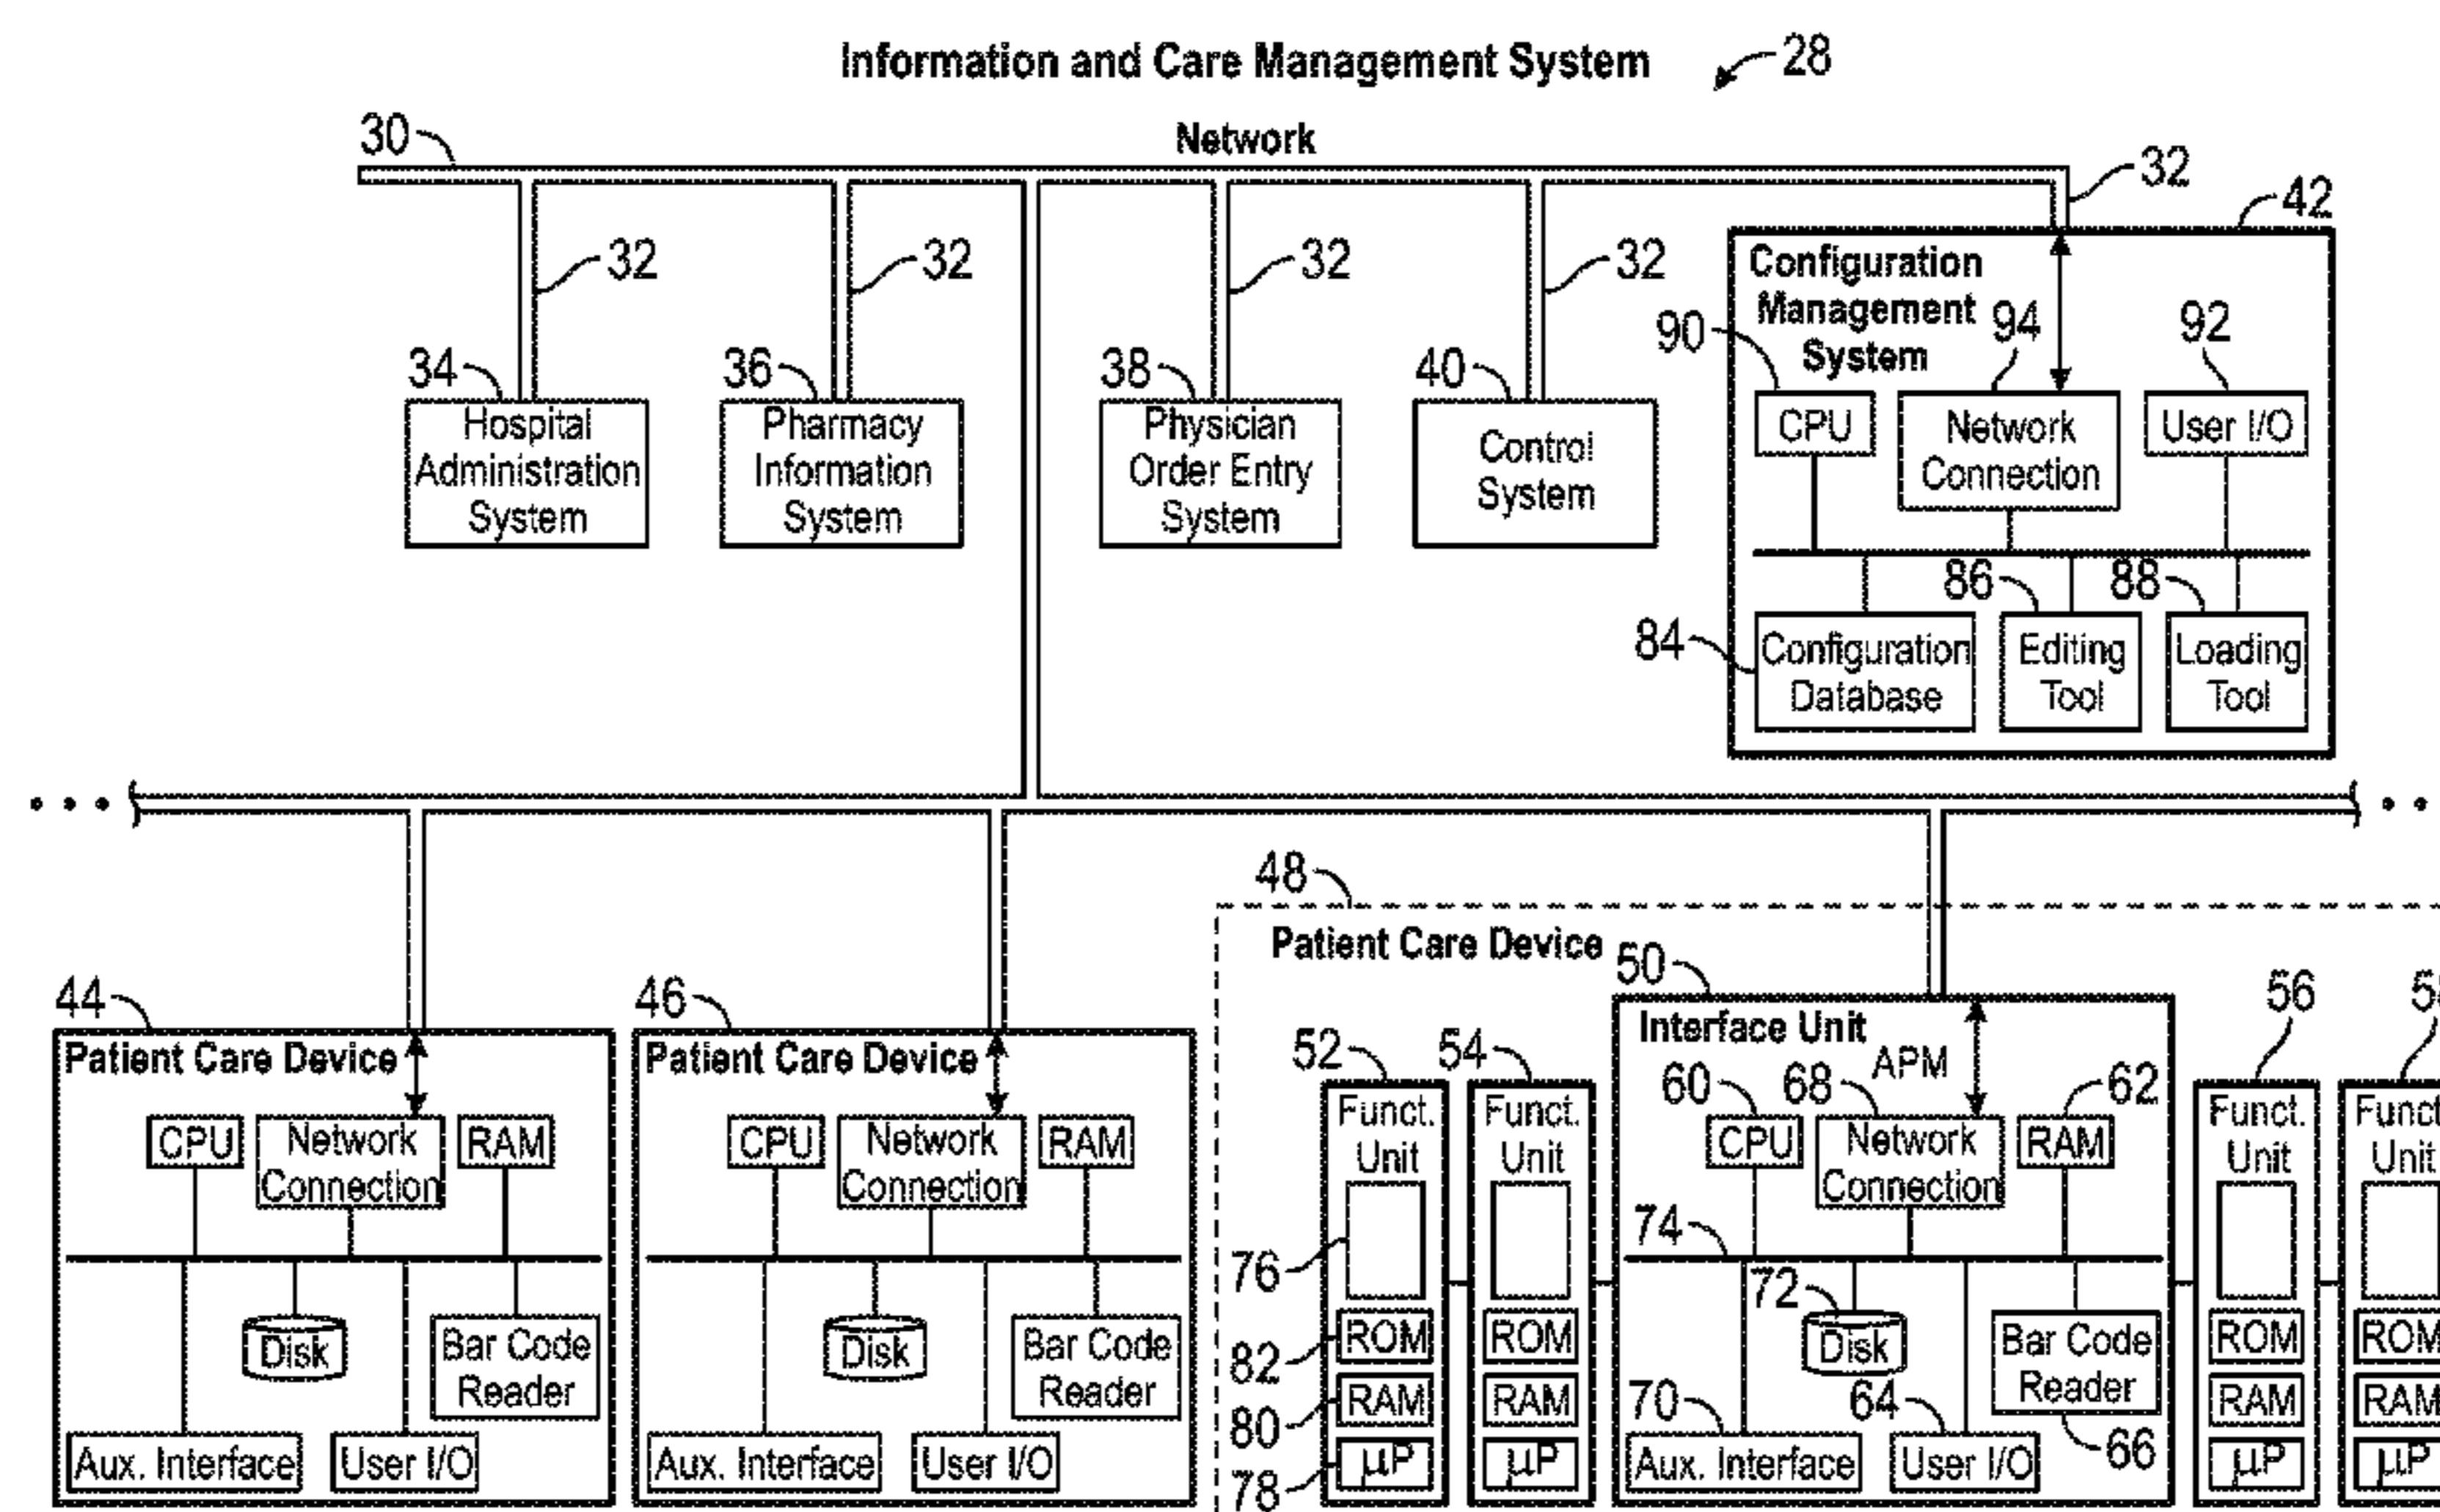 Information and Care Management System
28
30
Network
32
42
32
32
32
32
Configuration
Management
System
90
94
92
34
36
38
40
Hospital
Administration
System
Pharmacy
Information
System
Physician
Order Entry
System
Control
System
CPU
Network
Connection
User I/O
86
88
84
Configuration
Database
Editing
Tool
Loading
Tool
48
Patient Care Device
44
Patient Care Device
CPU
Network
Connection
RAM
Disk
Bar Code
Reader
Aux. Interface
User I/O
46
Patient Care Device
CPU
Network
Connection
RAM
Disk
Bar Code
Reader
Aux. Interface
User I/O
52
Funct.
Unit
76
ROM
82
RAM
80
µP
78
54
Funct.
Unit
ROM
RAM
µP
50
Interface Unit
APM
60
68
62
CPU
Network
Connection
RAM
74
72
Disk
Bar Code
Reader
70
64
66
Aux. Interface
User I/O
56
Funct.
Unit
ROM
RAM
µP
Funct
Unit
ROM
RAM
µP